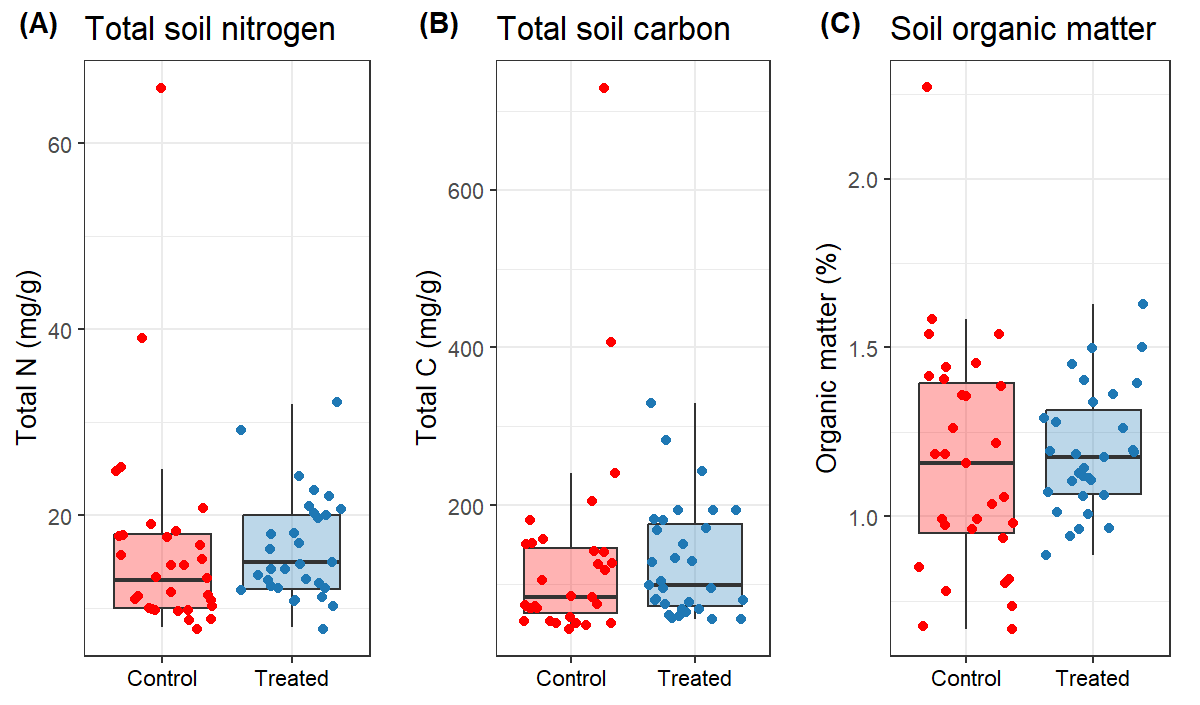 (A) Total soil nitrogen
Total N (mg/g)
60
40
20
Control Treated
(B) Total soil carbon
Total C (mg/g)
600
400
200
Control Treated
(C) Soil organic matter
Organic matter (%)
2.0
1.5
1.0
Control Treated